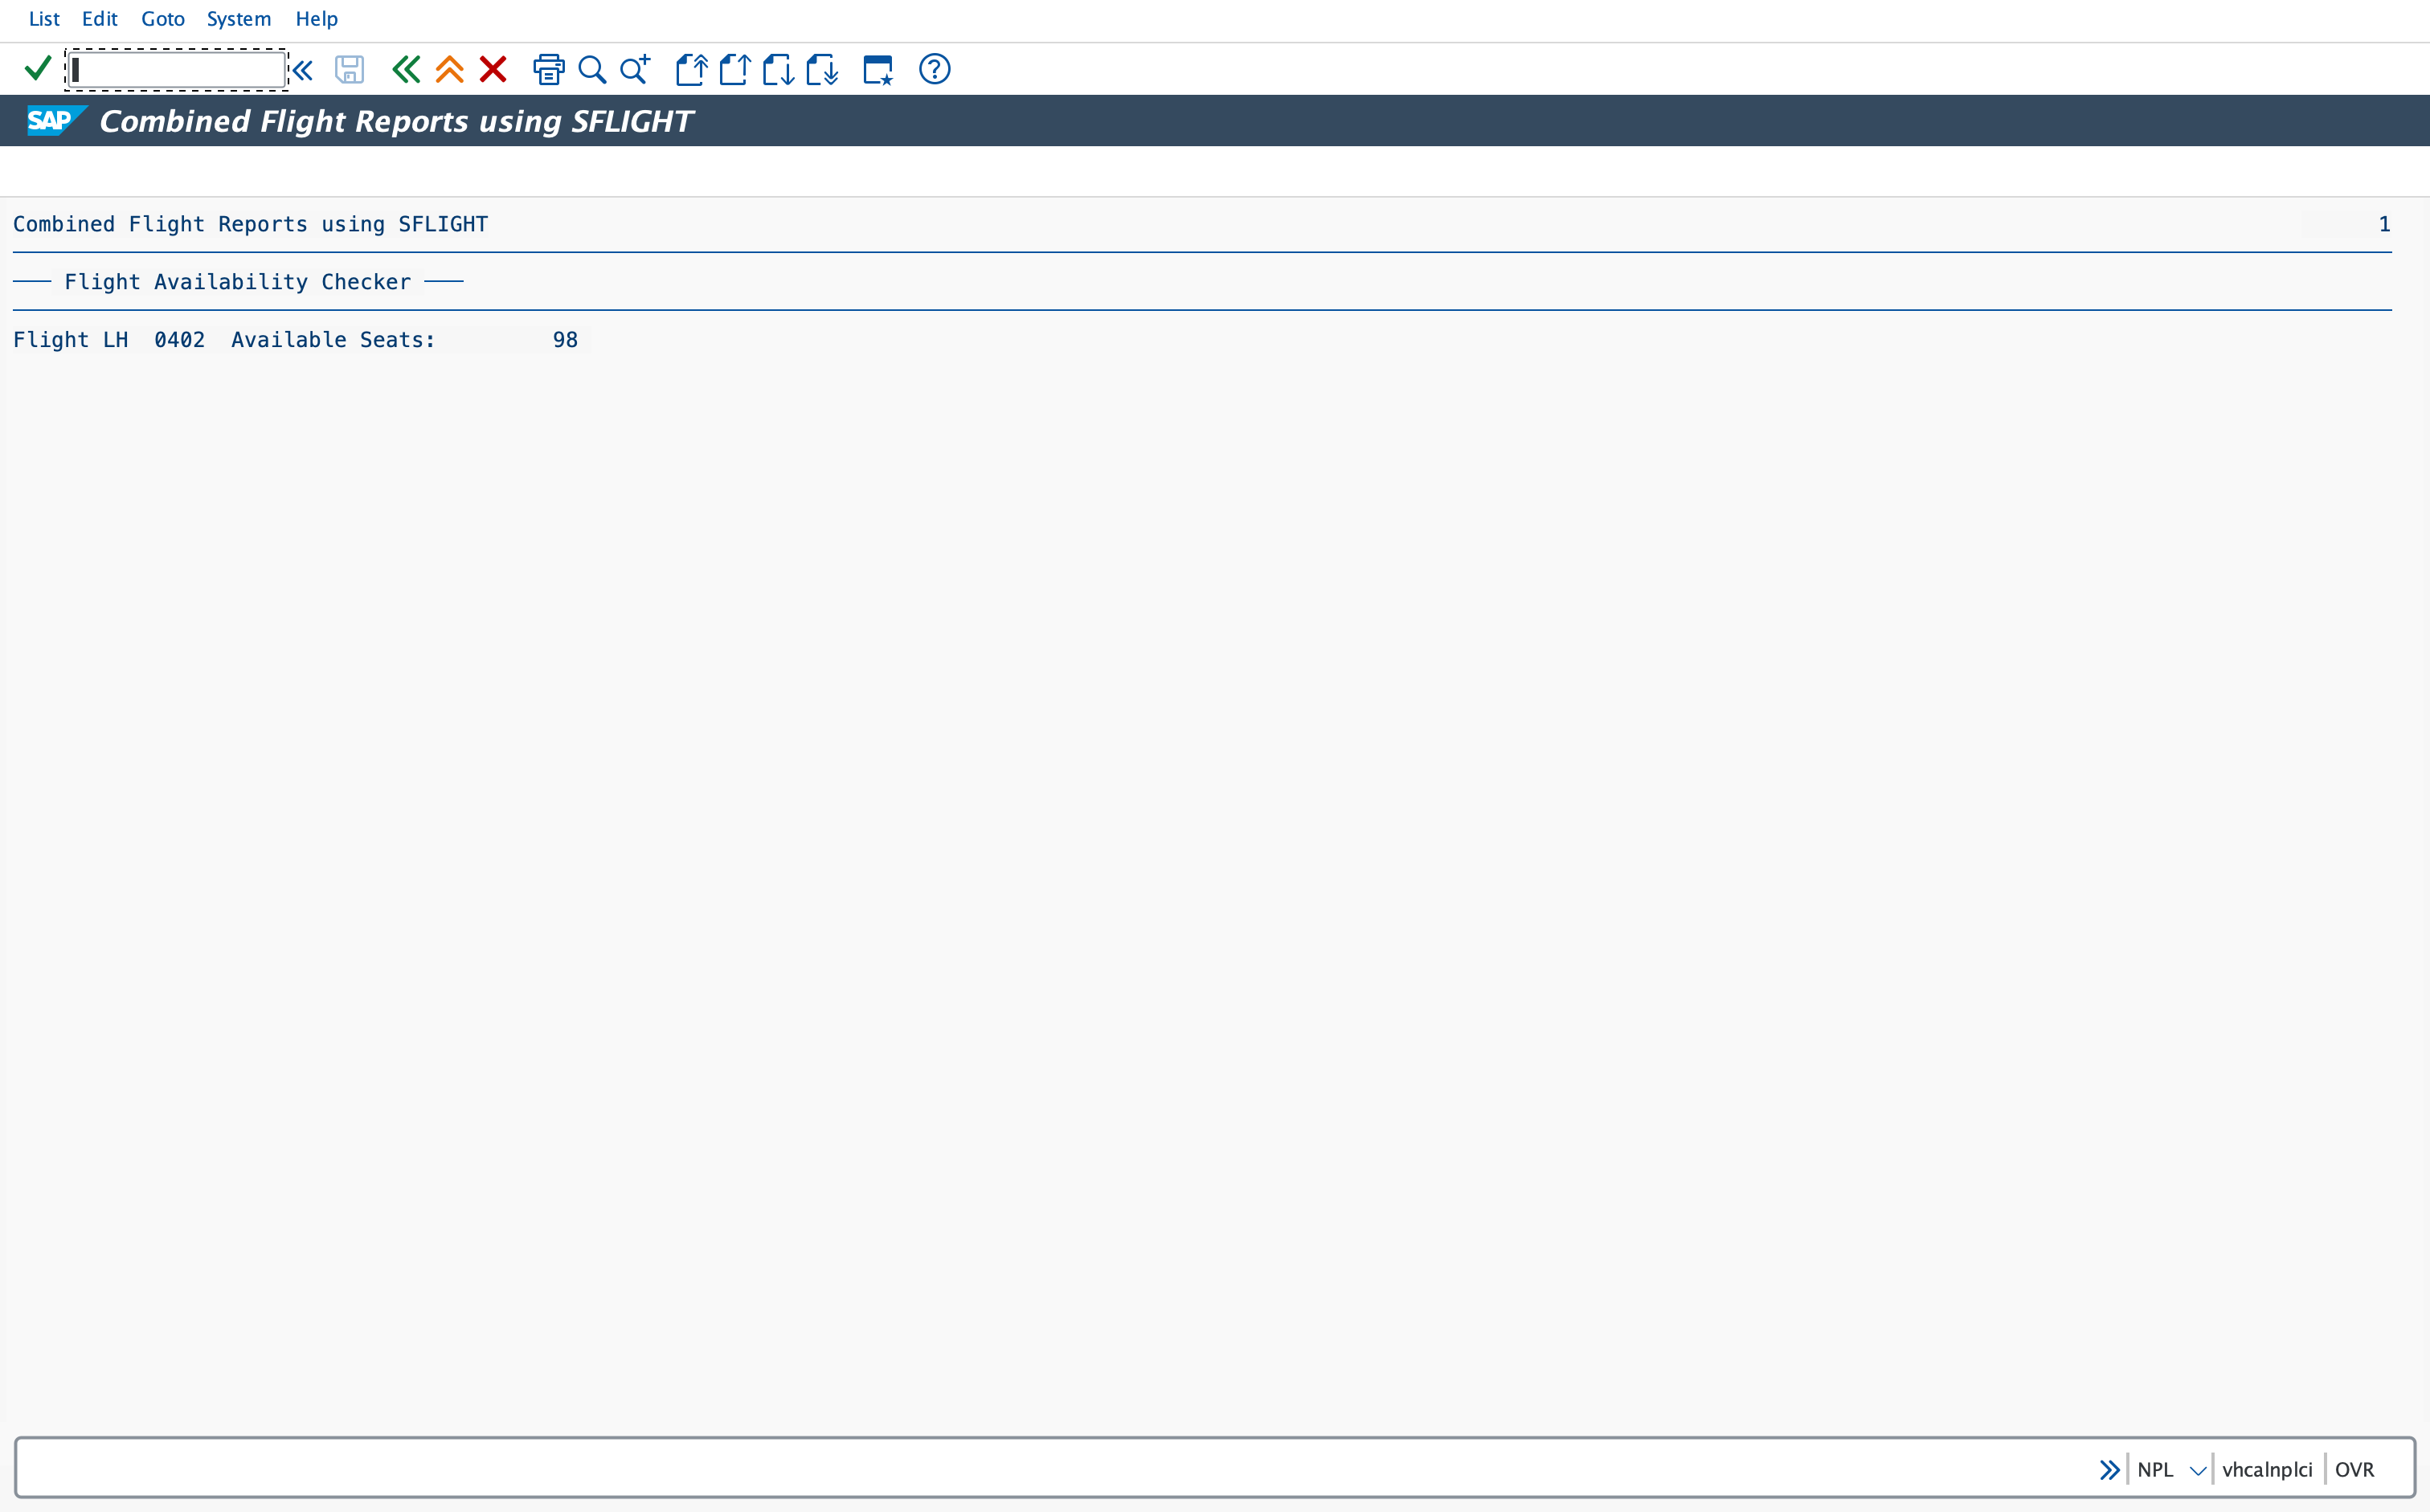 List Edit Goto System Help
SAP Combined Flight Reports using SFLIGHT
Combined Flight Reports using SFLIGHT 1
Flight Availability Checker
Flight LH 0402 Available Seats: 98
NPL vhcalnplci OVR